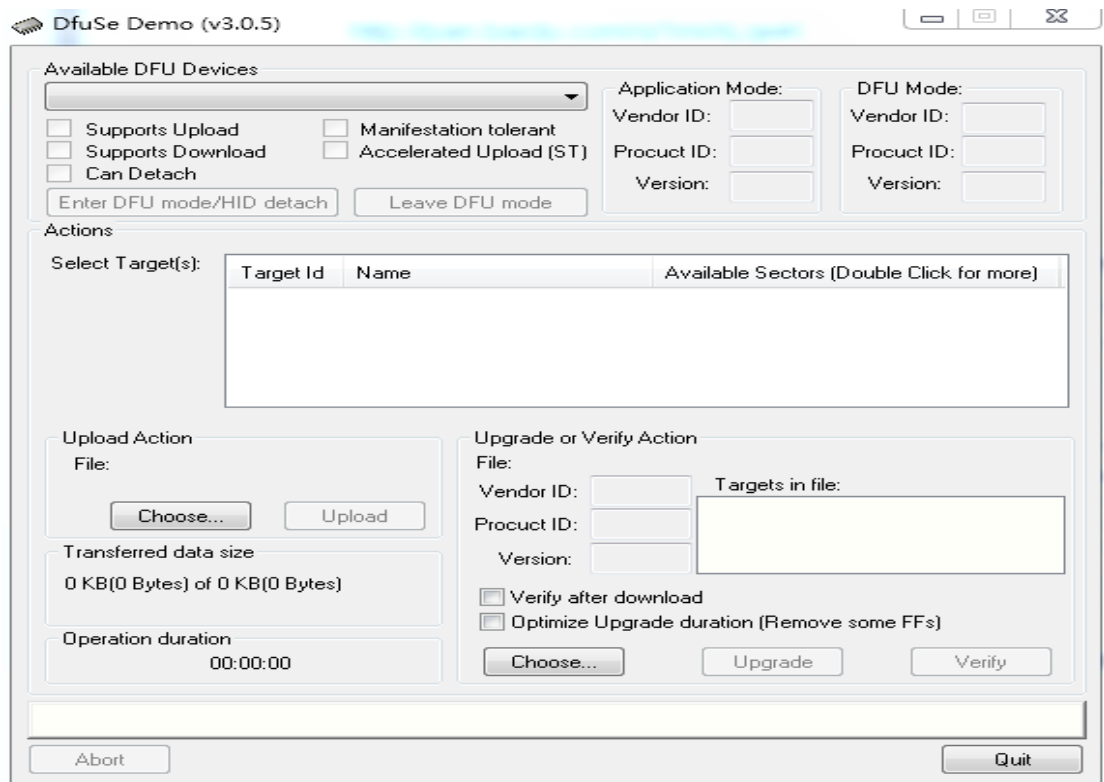 DfuSe Demo (v3.0.5)
Available DFU Devices
Supports Upload
Manifestation tolerant
Supports Download
Accelerated Upload (ST)
Can Detach
Enter DFU mode/HID detach
Leave DFU mode
Application Mode:
Vendor ID:
Procuct ID:
Version:
DFU Mode:
Vendor ID:
Procuct ID:
Version:
Actions
Select Target(s):
Target Id
Name
Available Sectors (Double Click for more)
Upload Action
File:
Choose...
Upload
Transferred data size
0 KB(0 Bytes) of 0 KB(0 Bytes)
Operation duration
00:00:00
Upgrade or Verify Action
File:
Vendor ID:
Procuct ID:
Version:
Targets in file:
Verify after download
Optimize Upgrade duration (Remove some FFs)
Choose...
Upgrade
Verify
Abort
Quit